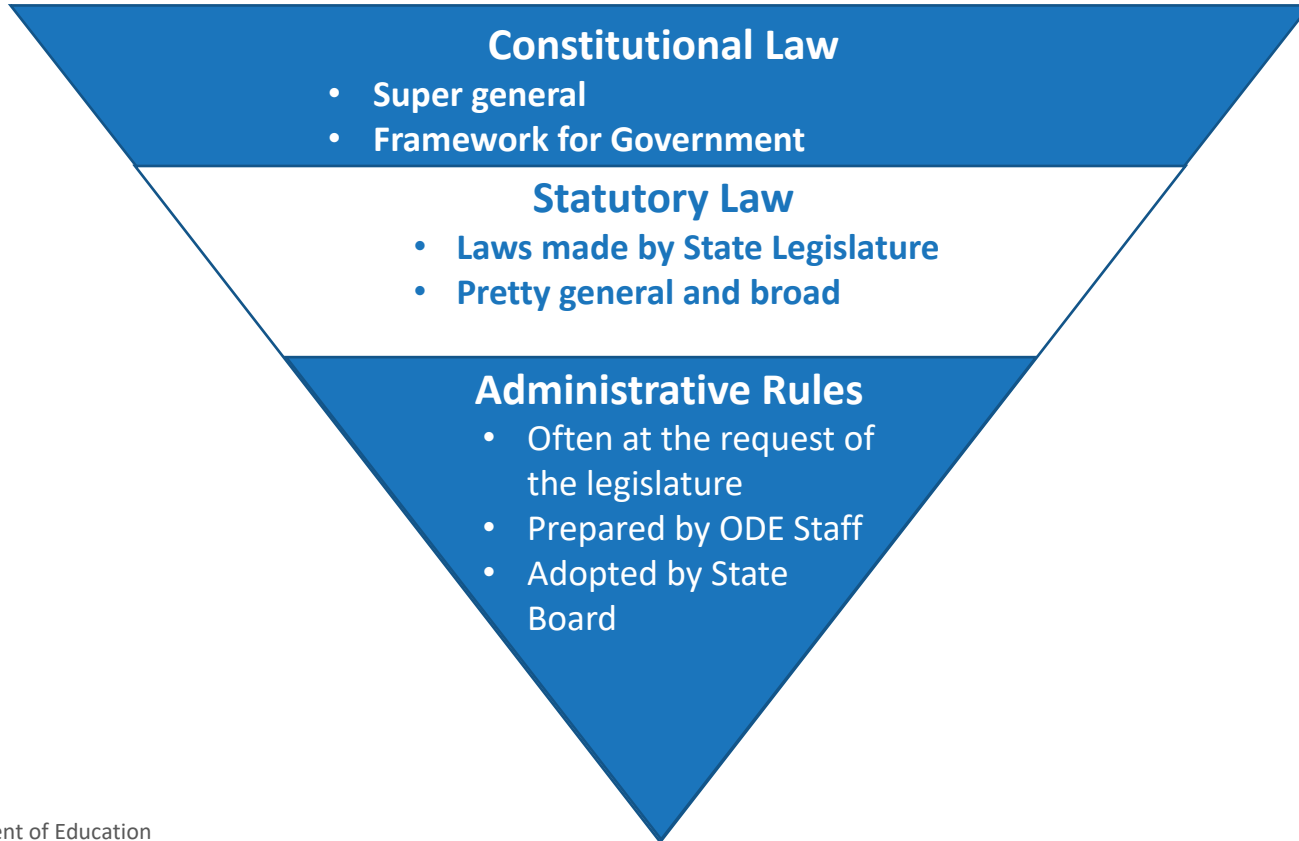 Constitutional Law
• Super general
• Framework for Government
Statutory Law
• Laws made by State Legislature
• Pretty general and broad
Administrative Rules
• Often at the request of
the legislature
• Prepared by ODE Staff
• Adopted by State
Board
of Education